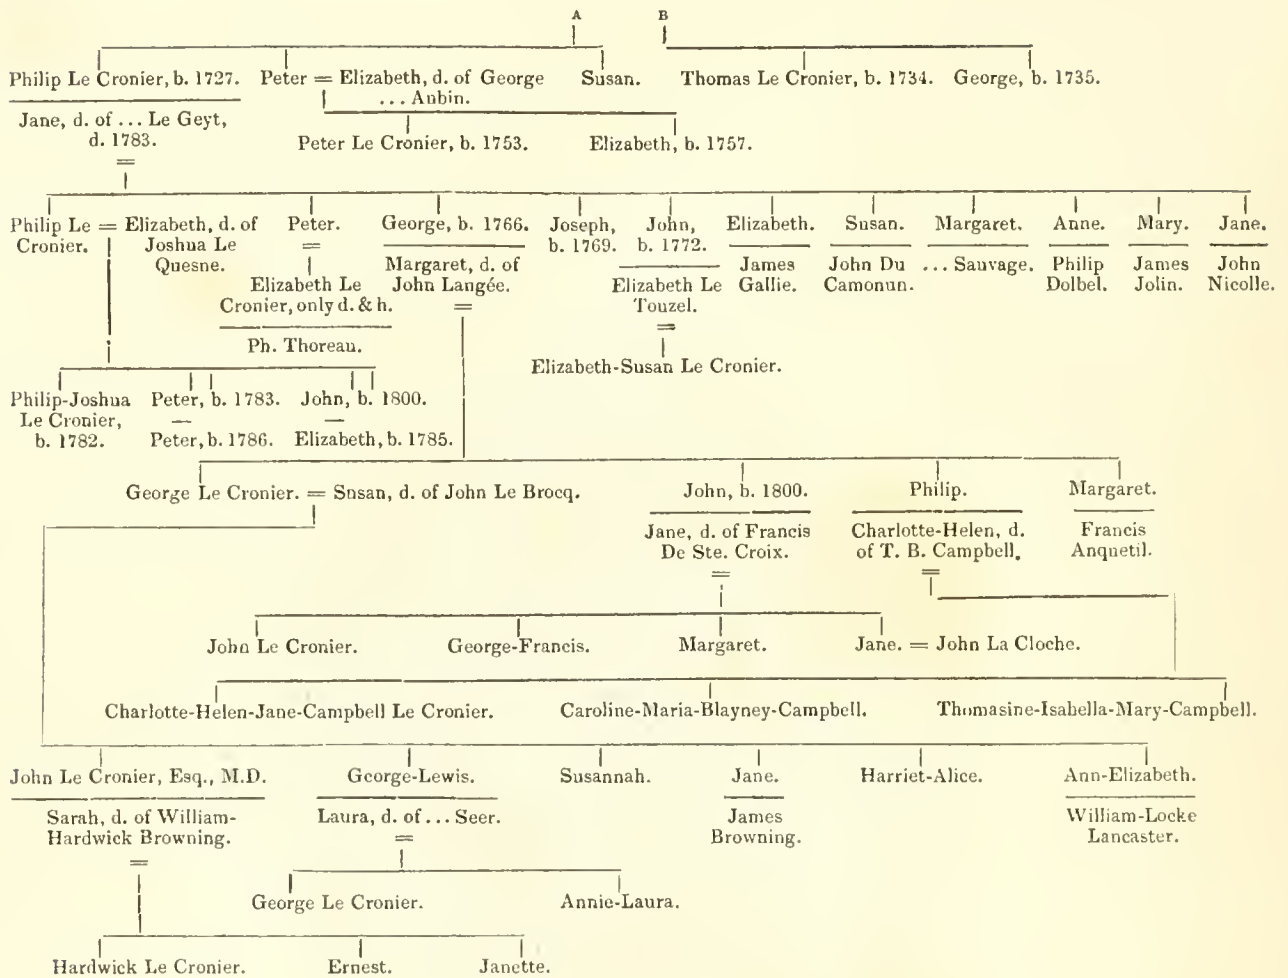 A B
Philip Le Cronier, b. 1727. Peter = Elizabeth, d. of George Susan. Thomas Le Cronier, b. 1734. George, b. 1735.
... Aubin.
Jane, d. of ... Le Geyt,
d. 1783. Peter Le Cronier, b. 1753. Elizabeth, b. 1757.
=
Philip Le = Elizabeth, d. of Peter. George, b. 1766. Joseph, John, Elizabeth. Susan. Margaret. Anne. Mary. Jane.
Cronier. Joshua Le = b. 1769. b. 1772.
Quesne. Margaret, d. of James John Du ... Sauvage. Philip James John
Elizabeth Le John Langée. Elizabeth Le Gallie. Camonun. Dolbel. Jolin. Nicolle.
Cronier, only d. & h. = Touzel.
=
Ph. Thoreau.
Elizabeth-Susan Le Cronier.
Philip-Joshua Peter, b. 1783. John, b. 1800.
Le Cronier, — —
b. 1782. Peter, b. 1786. Elizabeth, b. 1785.
George Le Cronier. = Susan, d. of John Le Brocq. John, b. 1800. Philip. Margaret.
Jane, d. of Francis Charlotte-Helen, d. Francis
De Ste. Croix. of T. B. Campbell. Anquetil.
= =
John Le Cronier. George-Francis. Margaret. Jane. = John La Cloche.
Charlotte-Helen-Jane-Campbell Le Cronier. Caroline-Maria-Blayney-Campbell. Thomasine-Isabella-Mary-Campbell.
John Le Cronier, Esq., M.D. George-Lewis. Susannah. Jane. Harriet-Alice. Ann-Elizabeth.
Sarah, d. of William- Laura, d. of ... Seer. James William-Locke
Hardwick Browning. = Browning. Lancaster.
=
George Le Cronier. Annie-Laura.
Hardwick Le Cronier. Ernest. Janette.